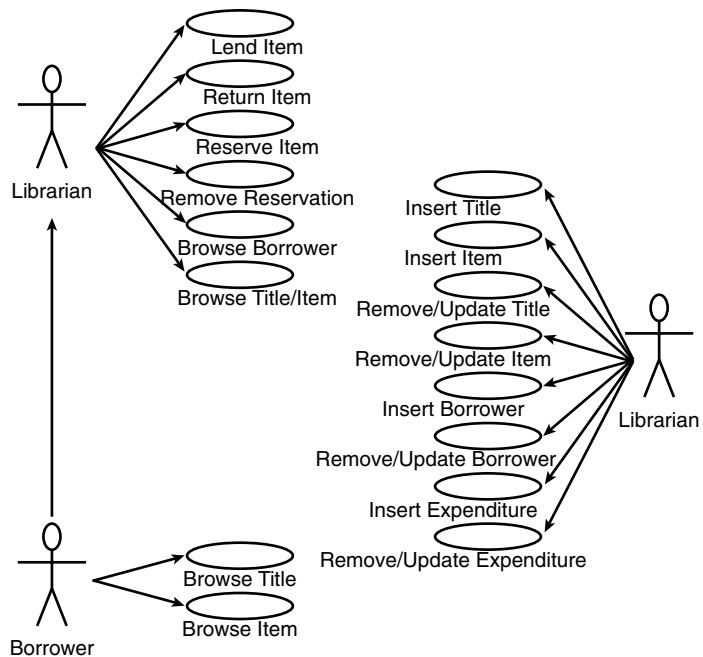 Lend Item
Return Item
Reserve Item
Remove Reservation
Browse Borrower
Browse Title/Item
Librarian
Insert Title
Insert Item
Remove/Update Title
Remove/Update Item
Insert Borrower
Remove/Update Borrower
Insert Expenditure
Remove/Update Expenditure
Librarian
Browse Title
Browse Item
Borrower